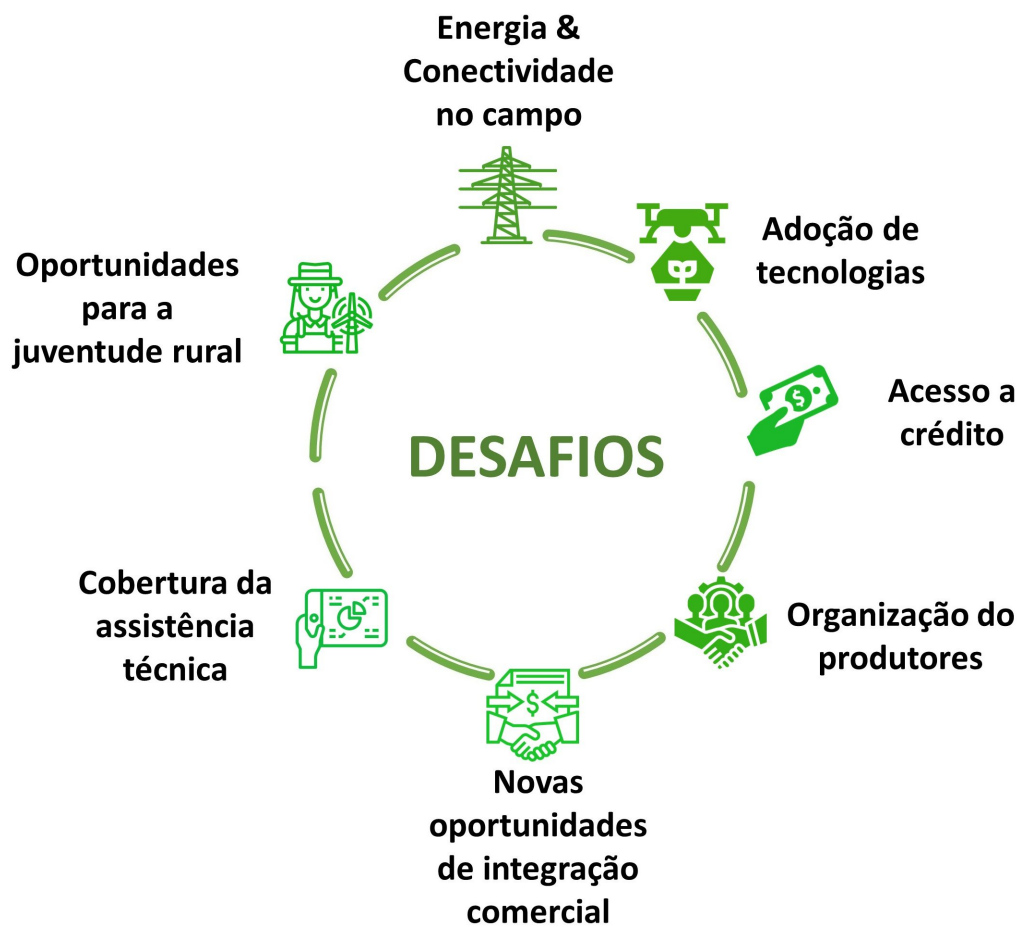 Energia &
Conectividade
no campo
Adoção de
tecnologias
Acesso a
crédito
Organização do
produtores
Novas
oportunidades
de integração
comercial
Cobertura da
assistência
técnica
Oportunidades
para a
juventude rural
DESAFIOS
$
$